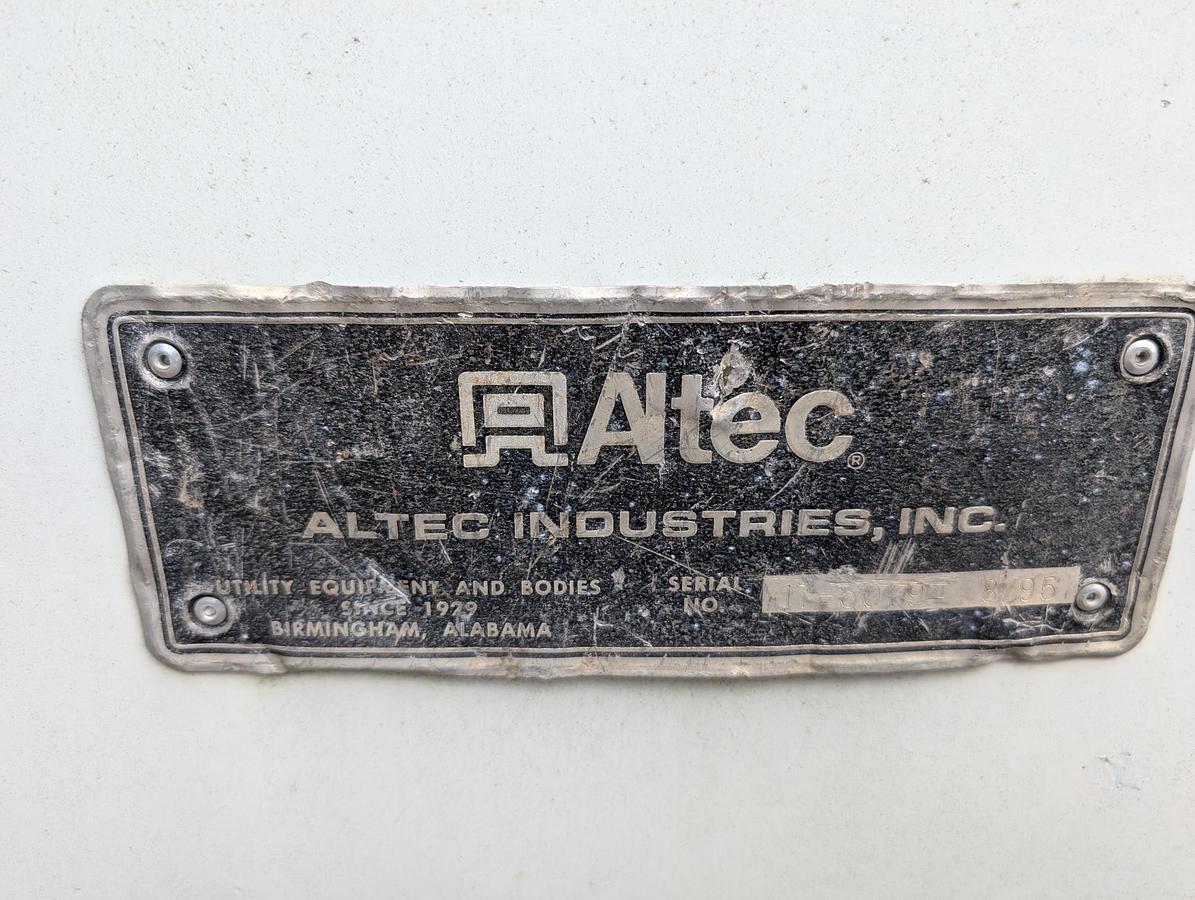 Altec®
ALTEC INDUSTRIES, INC.
UTILITY EQUIPMENT AND BODIES
SINCE 1929
BIRMINGHAM, ALABAMA
SERIAL
NO